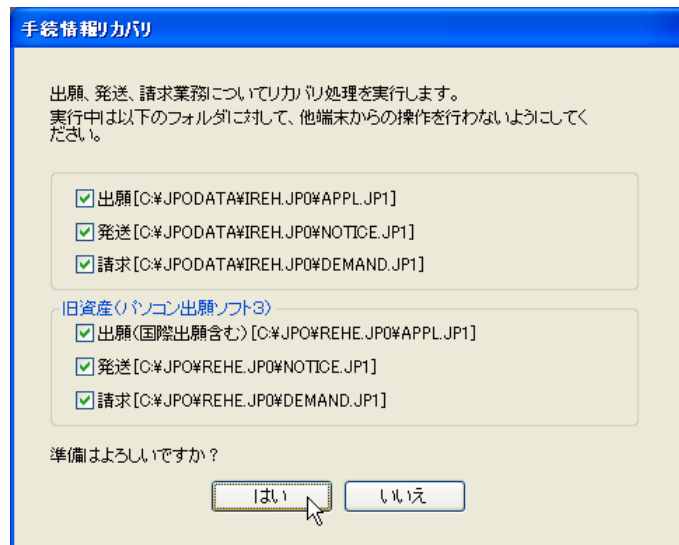 手続情報リカバリ
出願、発送、請求業務についてリカバリ処理を実行します。
実行中は以下のフォルダに対して、他端末からの操作を行わないようにしてく
ださい。
出願[C:¥JPODATA¥IREH.JP0¥APPL.JP1]
発送[C:¥JPODATA¥IREH.JP0¥NOTICE.JP1]
請求[C:¥JPODATA¥IREH.JP0¥DEMAND.JP1]
旧資産(パソコン出願ソフト3)
出願(国際出願含む)[C:¥JPO¥REHE.JP0¥APPL.JP1]
発送[C:¥JPO¥REHE.JP0¥NOTICE.JP1]
請求[C:¥JPO¥REHE.JP0¥DEMAND.JP1]
準備はよろしいですか？
はい
いいえ